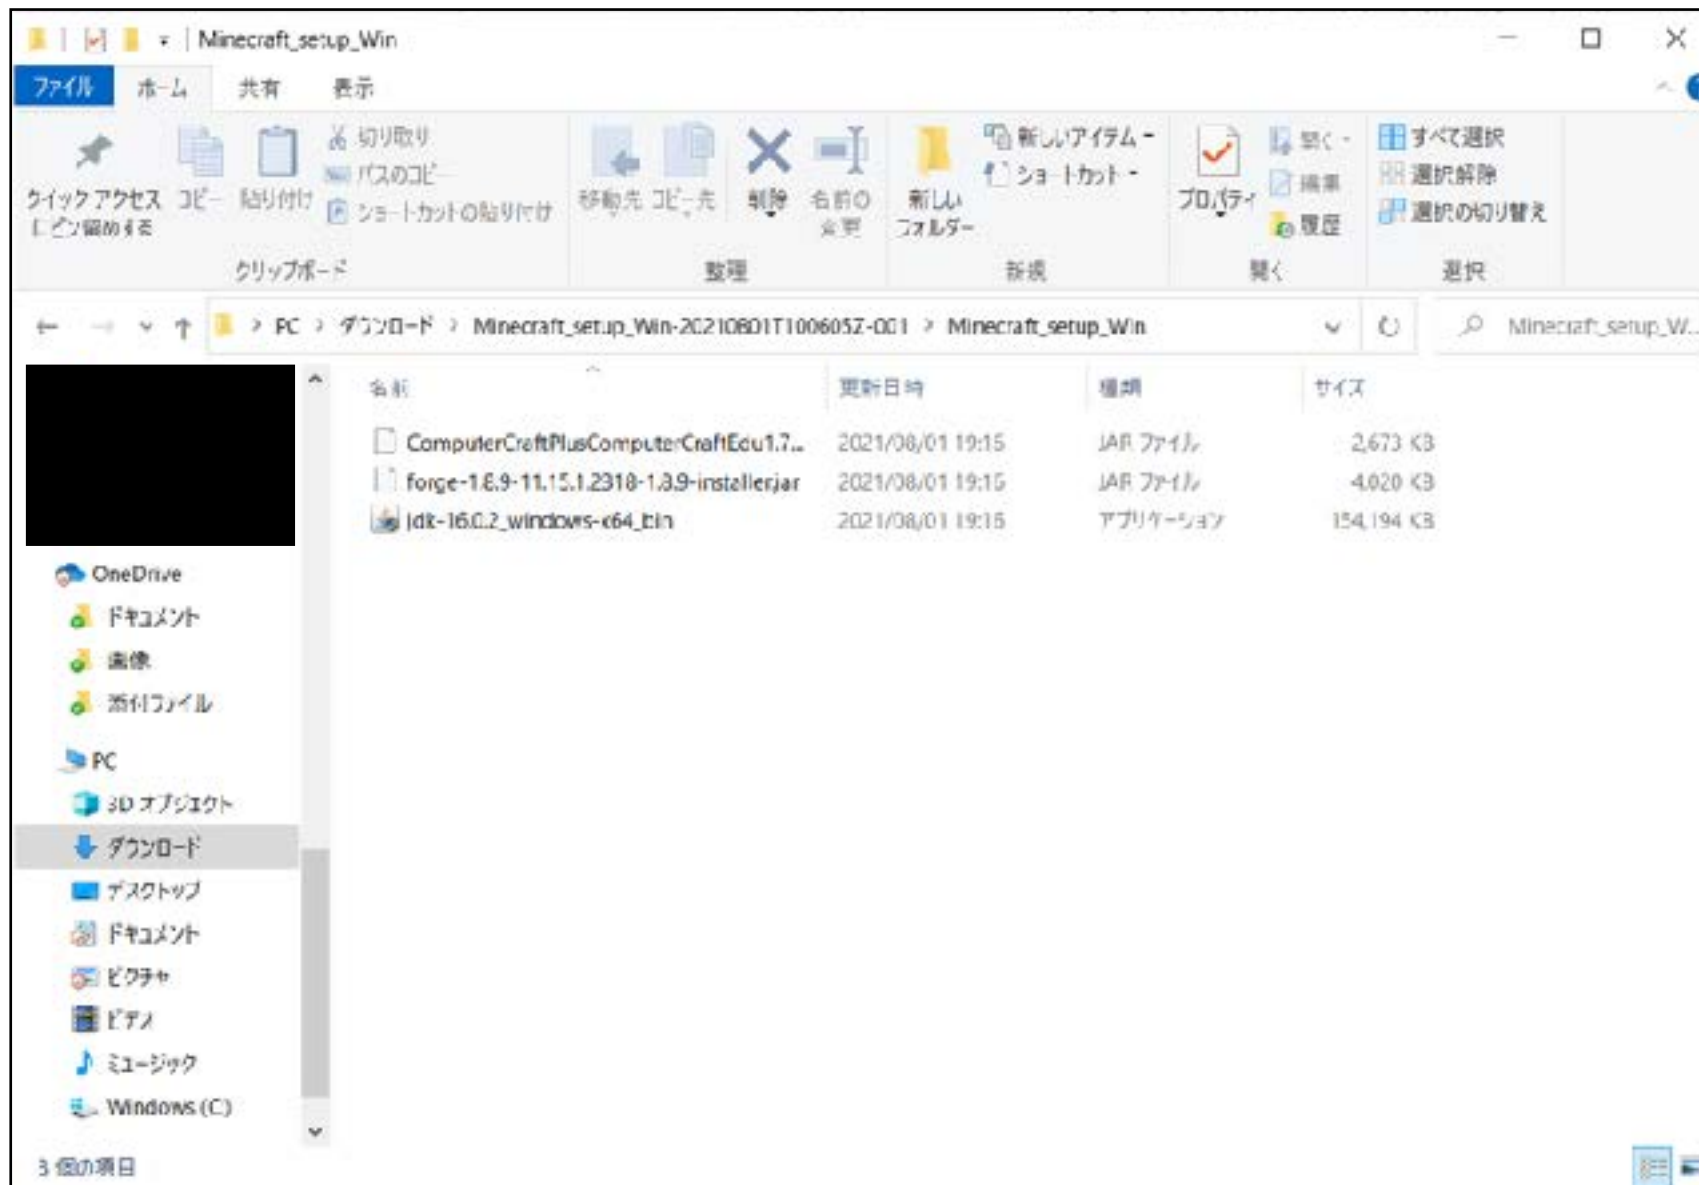 Minecraft_setup_Win
ファイル ホーム 共有 表示
クイック アクセス
にピン留めする
コピー
貼り付け
切り取り
パスのコピー
ショートカットの貼り付け
クリップボード
移動先
コピー先
削除
名前の
変更
整理
新しい
フォルダー
新しいアイテム
ショートカット
新規
プロパティ
開く
編集
履歴
開く
すべて選択
選択解除
選択の切り替え
選択
PC > ダウンロード > Minecraft_setup_Win-20210801T100605Z-001 > Minecraft_setup_Win
Minecraft_setup_W...
名前 更新日時 種類 サイズ
ComputerCraftPlusComputerCraftEdu1.7... 2021/08/01 19:16 JAR ファイル 2,673 KB
forge-1.8.9-11.15.1.2318-1.8.9-installer.jar 2021/08/01 19:16 JAR ファイル 4,020 KB
jdk-16.0.2_windows-x64_bin 2021/08/01 19:16 アプリケーション 154,194 KB
OneDrive
ドキュメント
画像
添付ファイル
PC
3D オブジェクト
ダウンロード
デスクトップ
ドキュメント
ピクチャ
ビデオ
ミュージック
Windows (C:)
3 個の項目